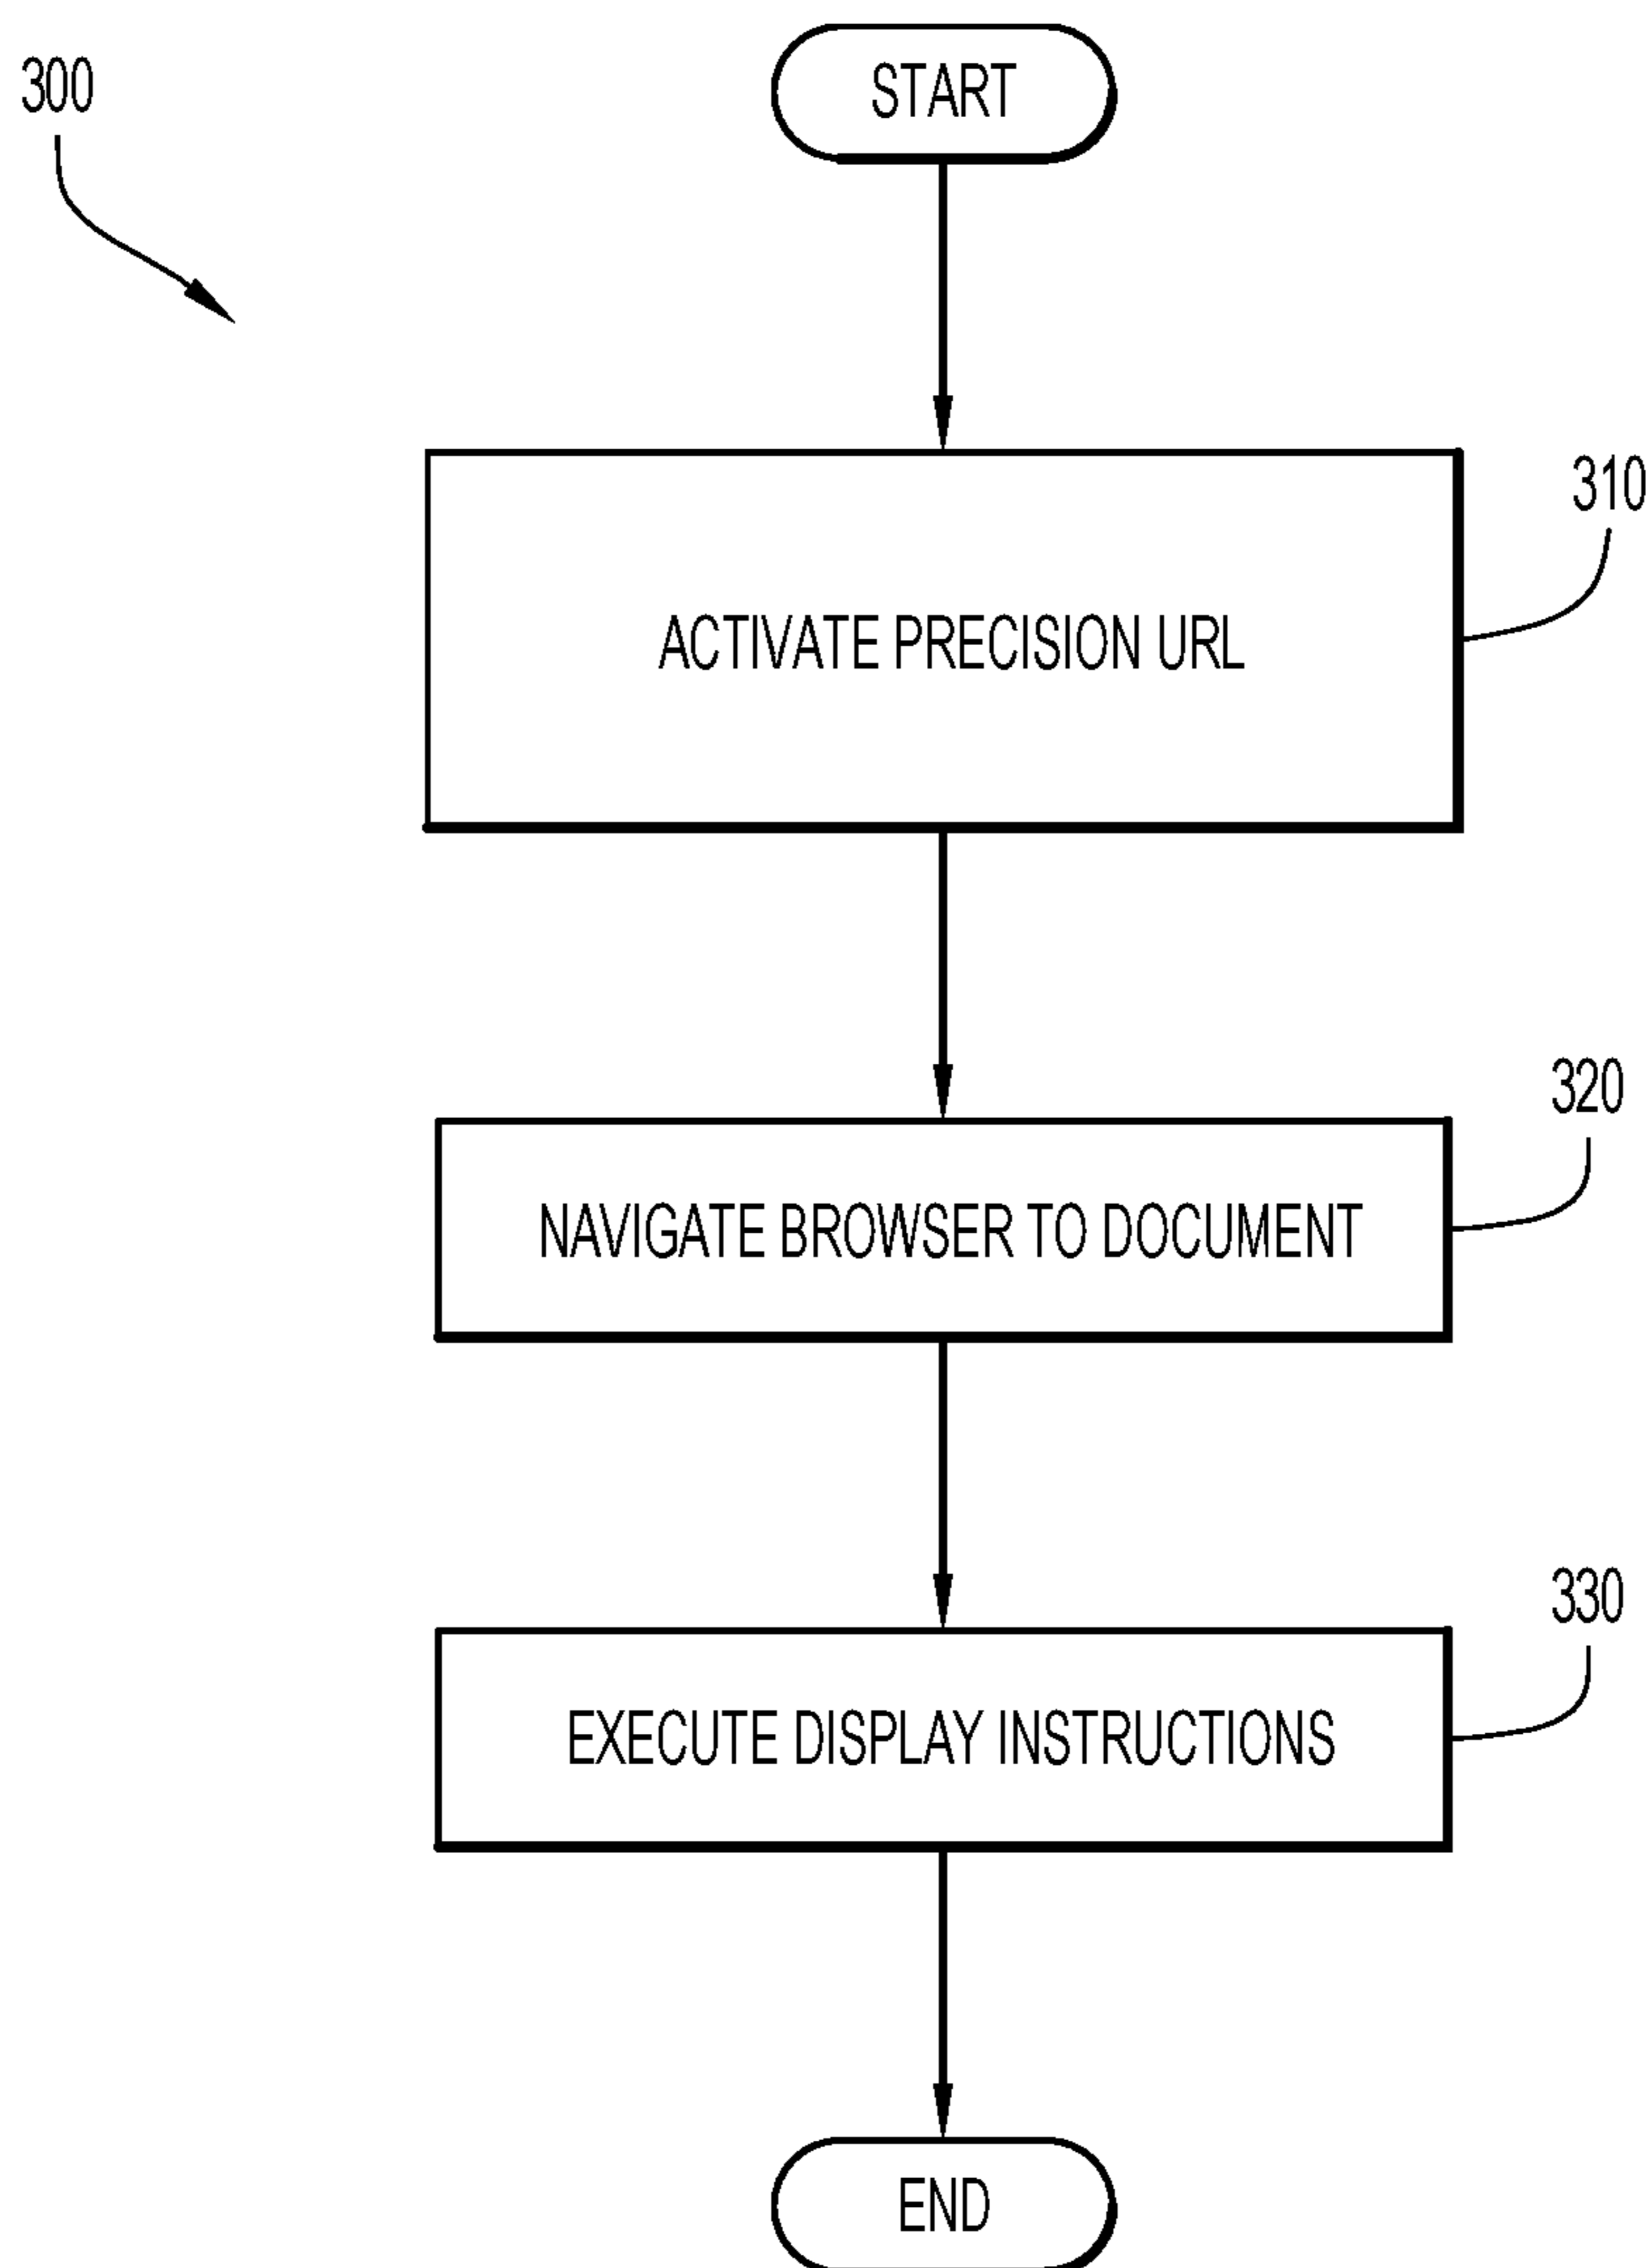 300
START
310
ACTIVATE PRECISION URL
320
NAVIGATE BROWSER TO DOCUMENT
330
EXECUTE DISPLAY INSTRUCTIONS
END